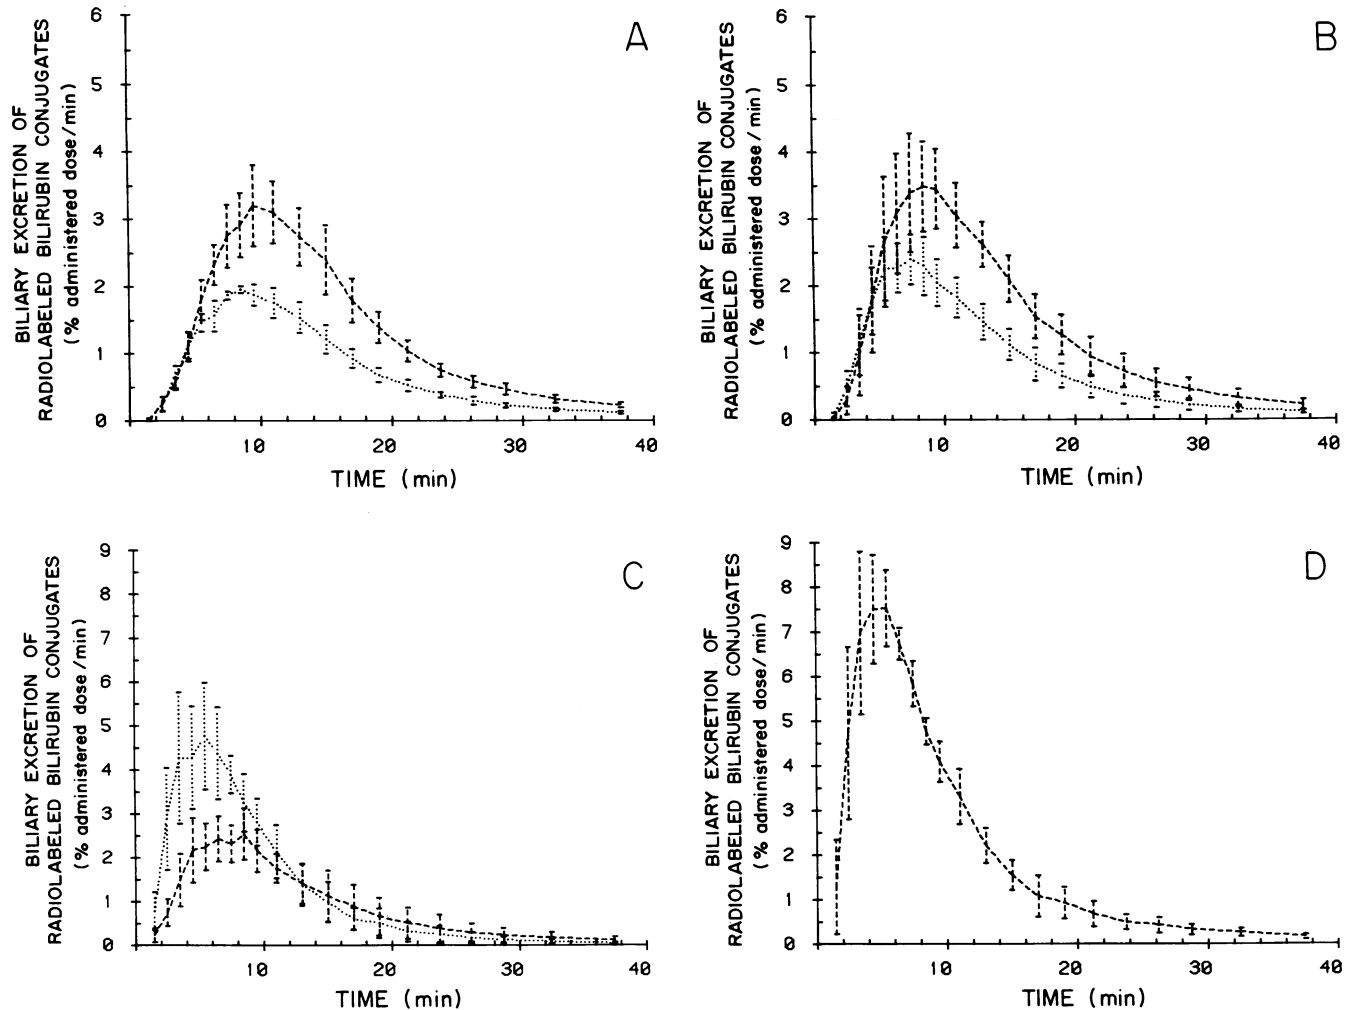 A
BILIARY EXCRETION OF
RADIOLABELED BILIRUBIN CONJUGATES
(% administered dose/min)
6
5
4
3
2
1
0
10
20
30
40
TIME (min)
B
BILIARY EXCRETION OF
RADIOLABELED BILIRUBIN CONJUGATES
(% administered dose/min)
6
5
4
3
2
1
0
10
20
30
40
TIME (min)
C
BILIARY EXCRETION OF
RADIOLABELED BILIRUBIN CONJUGATES
(% administered dose/min)
9
8
7
6
5
4
3
2
1
0
10
20
30
40
TIME (min)
D
BILIARY EXCRETION OF
RADIOLABELED BILIRUBIN CONJUGATES
(% administered dose/min)
9
8
7
6
5
4
3
2
1
0
10
20
30
40
TIME (min)